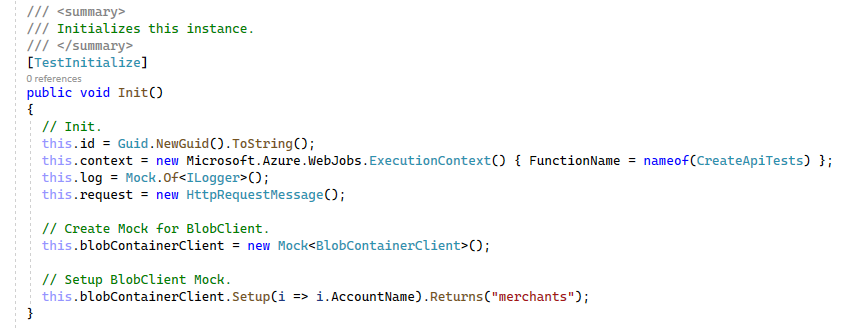 /// <summary>
/// Initializes this instance.
/// </summary>
[TestInitialize]
0 references
public void Init()
{
// Init.
this.id = Guid.NewGuid().ToString();
this.context = new Microsoft.Azure.WebJobs.ExecutionContext() { FunctionName = nameof(CreateApiTests) };
this.log = Mock.Of<ILogger>();
this.request = new HttpRequestMessage();
// Create Mock for BlobClient.
this.blobContainerClient = new Mock<BlobContainerClient>();
// Setup BlobClient Mock.
this.blobContainerClient.Setup(i => i.AccountName).Returns("merchants");
}